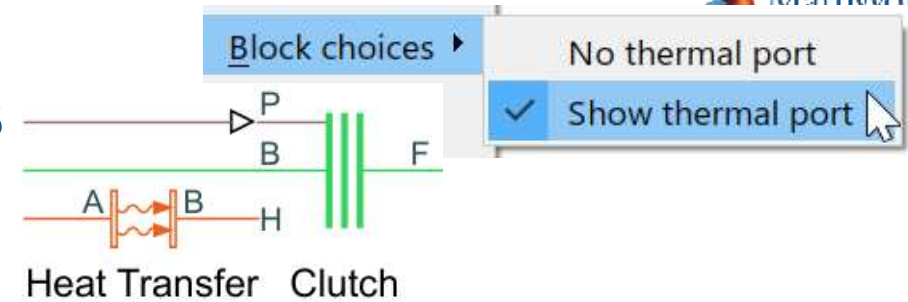 Block choices
No thermal port
Show thermal port
P
B
F
A
B
H
Heat Transfer
Clutch